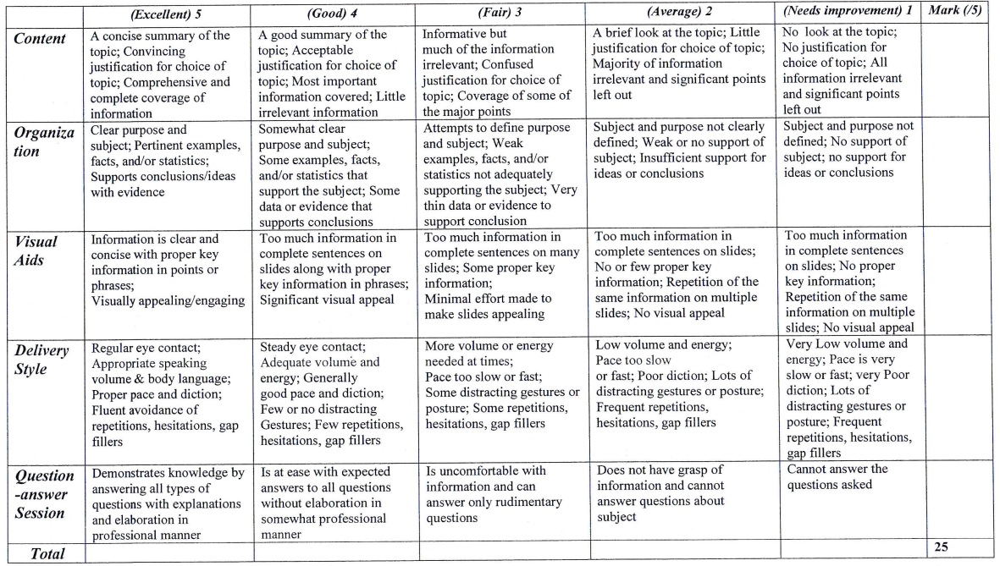 (Excellent) 5
(Good) 4
(Fair) 3
(Average) 2
(Needs improvement) 1
Mark (/5)
Content
A concise summary of the
topic; Convincing
justification for choice of
topic; Comprehensive and
complete coverage of
information
A good summary of the
topic; Acceptable
justification for choice of
topic; Most important
information covered; Little
irrelevant information
Informative but
much of the information
irrelevant; Confused
justification for choice of
topic; Coverage of some of
the major points
A brief look at the topic; Little
justification for choice of topic;
Majority of information
irrelevant and significant points
left out
No look at the topic;
No justification for
choice of topic; All
information irrelevant
and significant points
left out
Organiza
tion
Clear purpose and
subject; Pertinent examples,
facts, and/or statistics;
Supports conclusions/ideas
with evidence
Somewhat clear
purpose and subject;
Some examples, facts,
and/or statistics that
support the subject; Some
data or evidence that
supports conclusions
Attempts to define purpose
and subject; Weak
examples, facts, and/or
statistics not adequately
supporting the subject; Very
thin data or evidence to
support conclusion
Subject and purpose not clearly
defined; Weak or no support of
subject; Insufficient support for
ideas or conclusions
Subject and purpose not
defined; No support of
subject; no support for
ideas or conclusions
Visual
Aids
Information is clear and
concise with proper key
information in points or
phrases;
Visually appealing/engaging
Too much information in
complete sentences on
slides along with proper
key information in phrases;
Significant visual appeal
Too much information in
complete sentences on many
slides; Some proper key
information;
Minimal effort made to
make slides appealing
Too much information in
complete sentences on slides;
No or few proper key
information; Repetition of the
same information on multiple
slides; No visual appeal
Too much information
in complete sentences
on slides; No proper
key information;
Repetition of the same
information on multiple
slides; No visual appeal
Delivery
Style
Regular eye contact;
Appropriate speaking
volume & body language;
Proper pace and diction;
Fluent avoidance of
repetitions, hesitations, gap
fillers
Steady eye contact;
Adequate volume and
energy; Generally
good pace and diction;
Few or no distracting
Gestures; Few repetitions,
hesitations, gap fillers
More volume or energy
needed at times;
Pace too slow or fast;
Some distracting gestures or
posture; Some repetitions,
hesitations, gap fillers
Low volume and energy;
Pace too slow
or fast; Poor diction; Lots of
distracting gestures or posture;
Frequent repetitions,
hesitations, gap fillers
Very Low volume and
energy; Pace is very
slow or fast; very Poor
diction; Lots of
distracting gestures or
posture; Frequent
repetitions, hesitations,
gap fillers
Question
-answer
Session
Demonstrates knowledge by
answering all types of
questions with explanations
and elaboration in
professional manner
Is at ease with expected
answers to all questions
without elaboration in
somewhat professional
manner
Is uncomfortable with
information and can
answer only rudimentary
questions
Does not have grasp of
information and cannot
answer questions about
subject
Cannot answer the
questions asked
Total
25